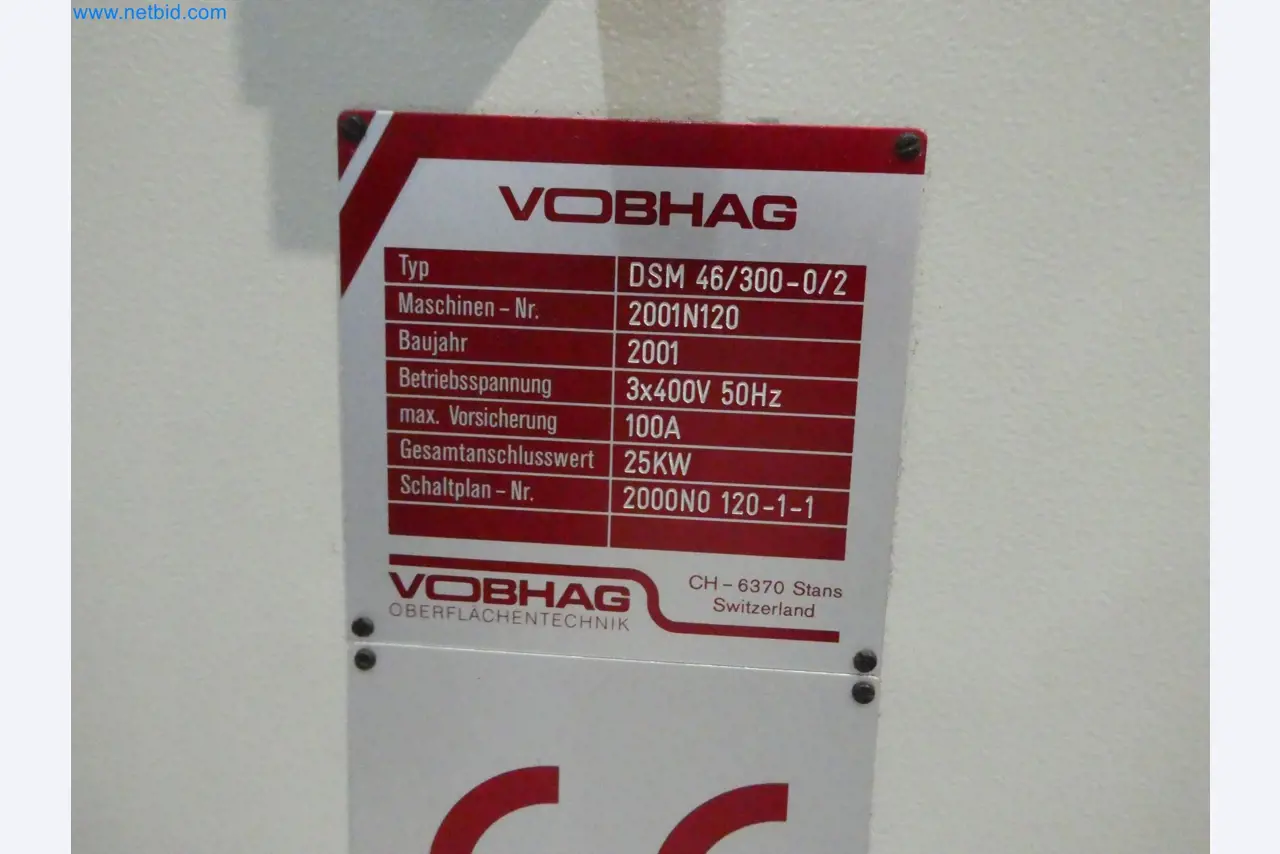 www.netbid.com
VOBHAG
Typ DSM 46/300-0/2
Maschinen - Nr. 2001N120
Baujahr 2001
Betriebsspannung 3x400V 50Hz
max. Vorsicherung 100A
Gesamtanschlusswert 25KW
Schaltplan - Nr. 2000N0 120-1-1
VOBHAG
OBERFLÄCHENTECHNIK
CH - 6370 Stans
Switzerland
CE